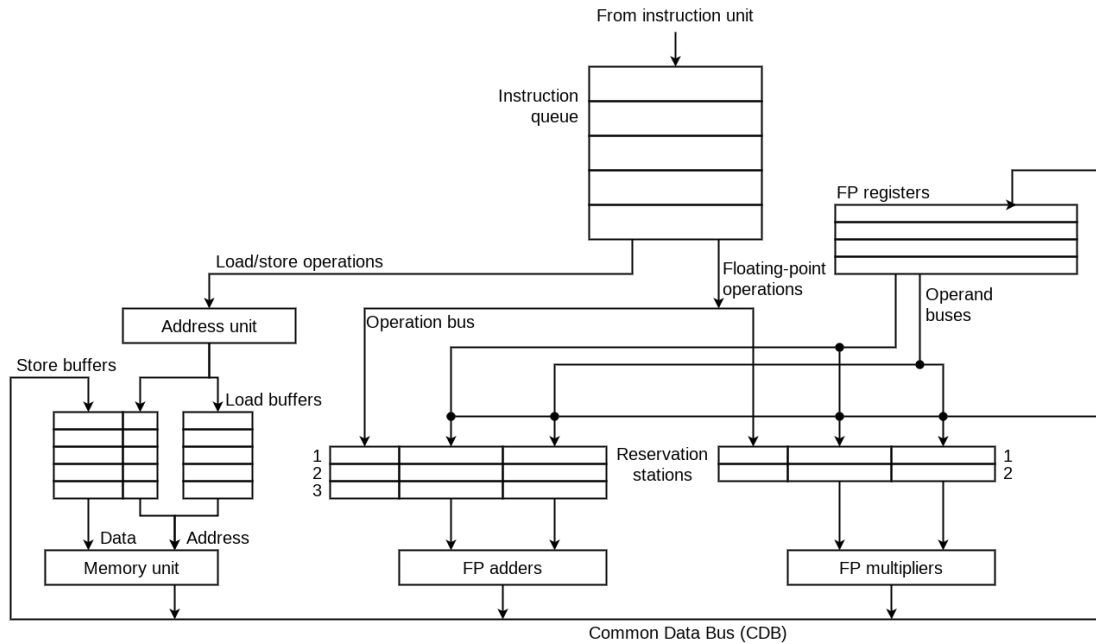 From instruction unit
Instruction
queue
FP registers
Load/store operations
Floating-point
operations
Operand
buses
Address unit
Operation bus
Store buffers
Load buffers
1
2
3
Reservation
stations
1
2
Data
Address
Memory unit
FP adders
FP multipliers
Common Data Bus (CDB)